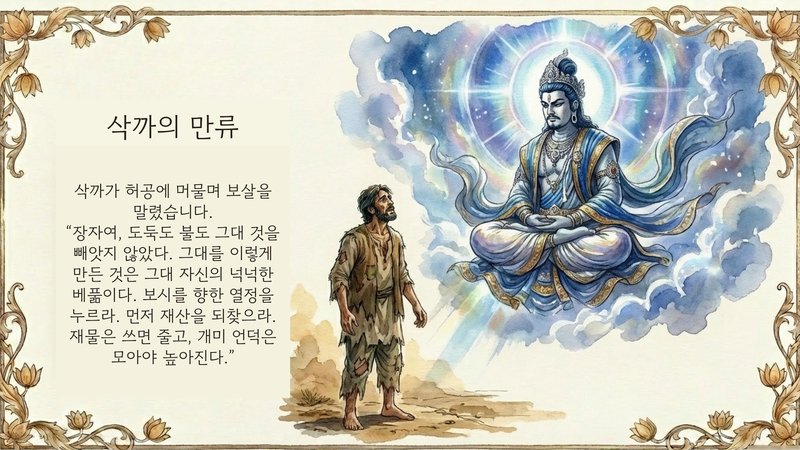 삭까의 만류
삭까가 허공에 머물며 보살을
말렸습니다.
“장자여, 도둑도 불도 그대 것을
빼앗지 않았다. 그대를 이렇게
만든 것은 그대 자신의 넉넉한
베풂이다. 보시를 향한 열정을
누르라. 먼저 재산을 되찾으라.
재물은 쓰면 줄고, 개미 언덕은
모아야 높아진다.”